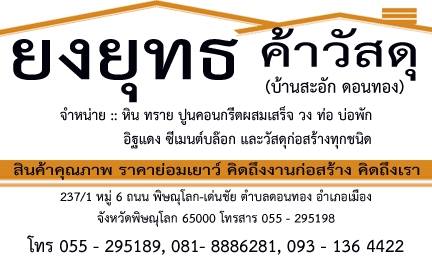 ยงยุทธ ค้าวัสดุ
(บ้านสะอัก ดอนทอง)
จำหน่าย :: หิน ทราย ปูนคอนกรีตผสมเสร็จ วง ท่อ บ่อพัก
อิฐแดง ซีเมนต์บล๊อก และวัสดุก่อสร้างทุกชนิด
สินค้าคุณภาพ ราคาย่อมเยาว์ คิดถึงงานก่อสร้าง คิดถึงเรา
237/1 หมู่ 6 ถนน พิษณุโลก-เด่นชัย ตำบลดอนทอง อำเภอเมือง
จังหวัดพิษณุโลก 65000 โทรสาร 055 - 295198
โทร 055 - 295189, 081- 8886281, 093 - 136 4422